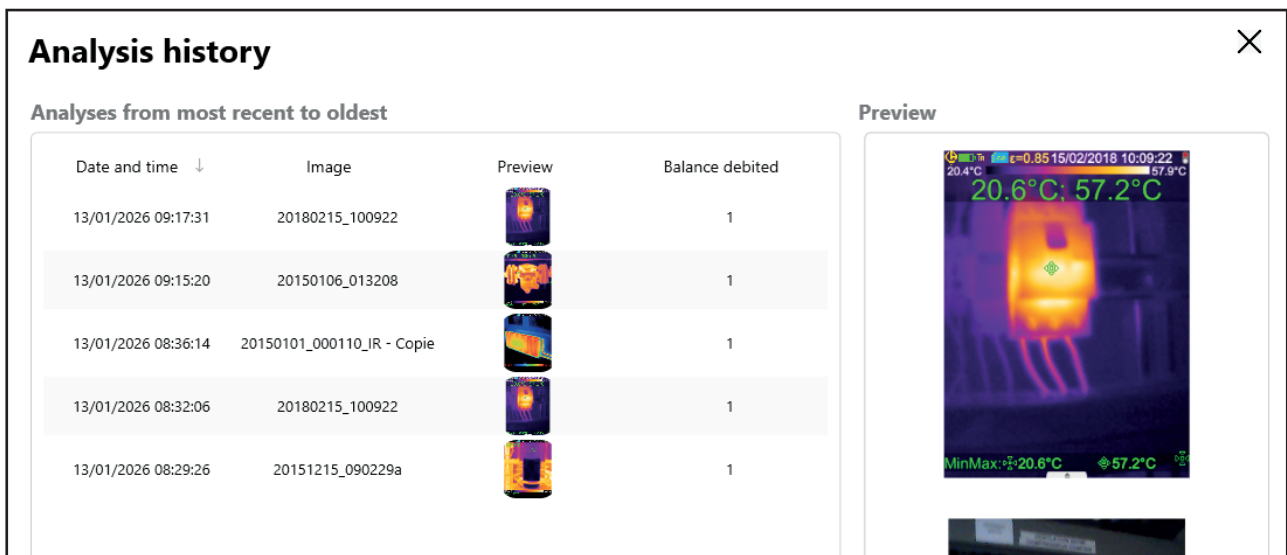 Analysis history
Analyses from most recent to oldest
Preview
Date and time ↓ Image Preview Balance debited
13/01/2026 09:17:31 20180215_100922 1
13/01/2026 09:15:20 20150106_013208 1
13/01/2026 08:36:14 20150101_000110_IR - Copie 1
13/01/2026 08:32:06 20180215_100922 1
13/01/2026 08:29:26 20151215_090229a 1
ε=0.85 15/02/2018 10:09:22
20.4°C 57.9°C
20.6°C; 57.2°C
MinMax: 20.6°C 57.2°C